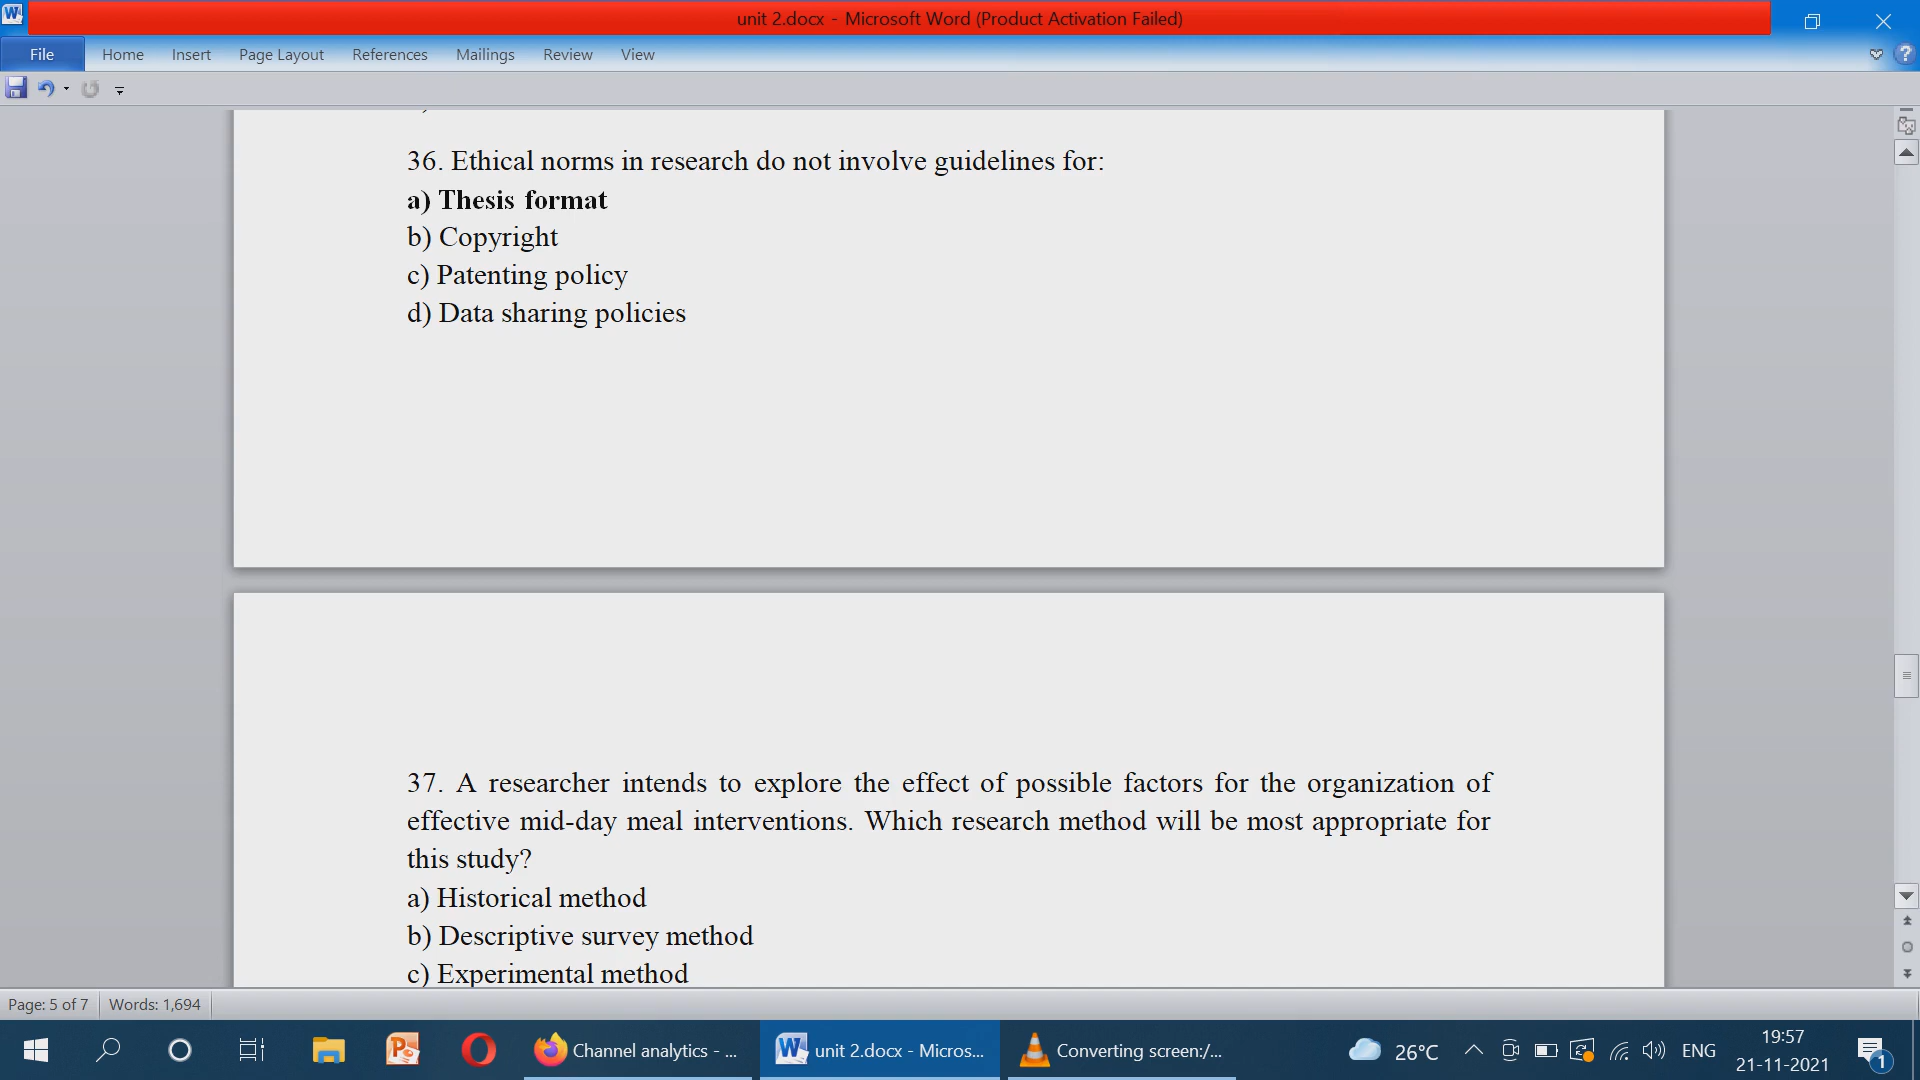 unit 2.docx - Microsoft Word (Product Activation Failed)
File Home Insert Page Layout References Mailings Review View
36. Ethical norms in research do not involve guidelines for:
a) Thesis format
b) Copyright
c) Patenting policy
d) Data sharing policies
37. A researcher intends to explore the effect of possible factors for the organization of
effective mid-day meal interventions. Which research method will be most appropriate for
this study?
a) Historical method
b) Descriptive survey method
c) Experimental method
Page: 5 of 7 Words: 1,694
Channel analytics - ... unit 2.docx - Micros... Converting screen:/... 26°C ENG 19:57
21-11-2021 1